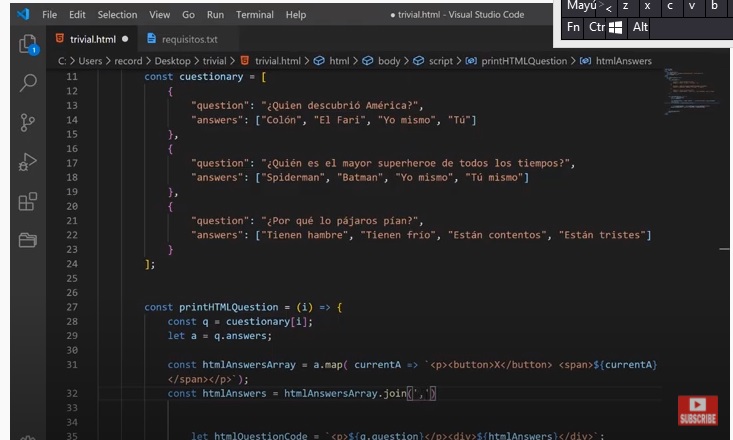 Mayú > < z x c v b
File Edit Selection View Go Run Terminal Help ● trivial.html - Visual Studio Code
Fn Ctr Alt
trivial.html ● requisitos.txt
1
C: > Users > record > Desktop > trivial > trivial.html > html > body > script > printHTMLQuestion > htmlAnswers
11 const cuestionary = [
12 {
13 "question": "¿Quien descubrió América?",
14 "answers": ["Colón", "El Fari", "Yo mismo", "Tú"]
15 },
16 {
17 "question": "¿Quién es el mayor superheroe de todos los tiempos?",
18 "answers": ["Spiderman", "Batman", "Yo mismo", "Tú mismo"]
19 },
20 {
21 "question": "¿Por qué lo pájaros pían?",
22 "answers": ["Tienen hambre", "Tienen frío", "Están contentos", "Están tristes"]
23 }
24 ];
25
26
27 const printHTMLQuestion = (i) => {
28 const q = cuestionary[i];
29 let a = q.answers;
30
31 const htmlAnswersArray = a.map( currentA => `<p><button>X</button> <span>${currentA}
</span></p>`);
32 const htmlAnswers = htmlAnswersArray.join(',')
33
34
35 let htmlQuestionCode = `<p>${q.question}</p><div>${htmlAnswers}</div>`;
SUBSCRIBE